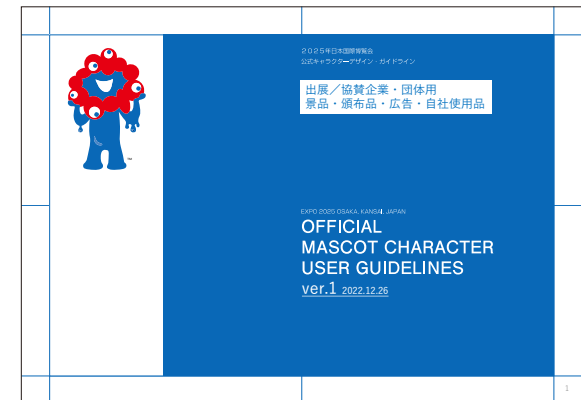 2025年日本国際博覧会
公式キャラクターデザイン・ガイドライン
出展／協賛企業・団体用
景品・頒布品・広告・自社使用品
EXPO 2025 OSAKA, KANSAI, JAPAN
OFFICIAL
MASCOT CHARACTER
USER GUIDELINES
ver.1 2022.12.26
TM
1